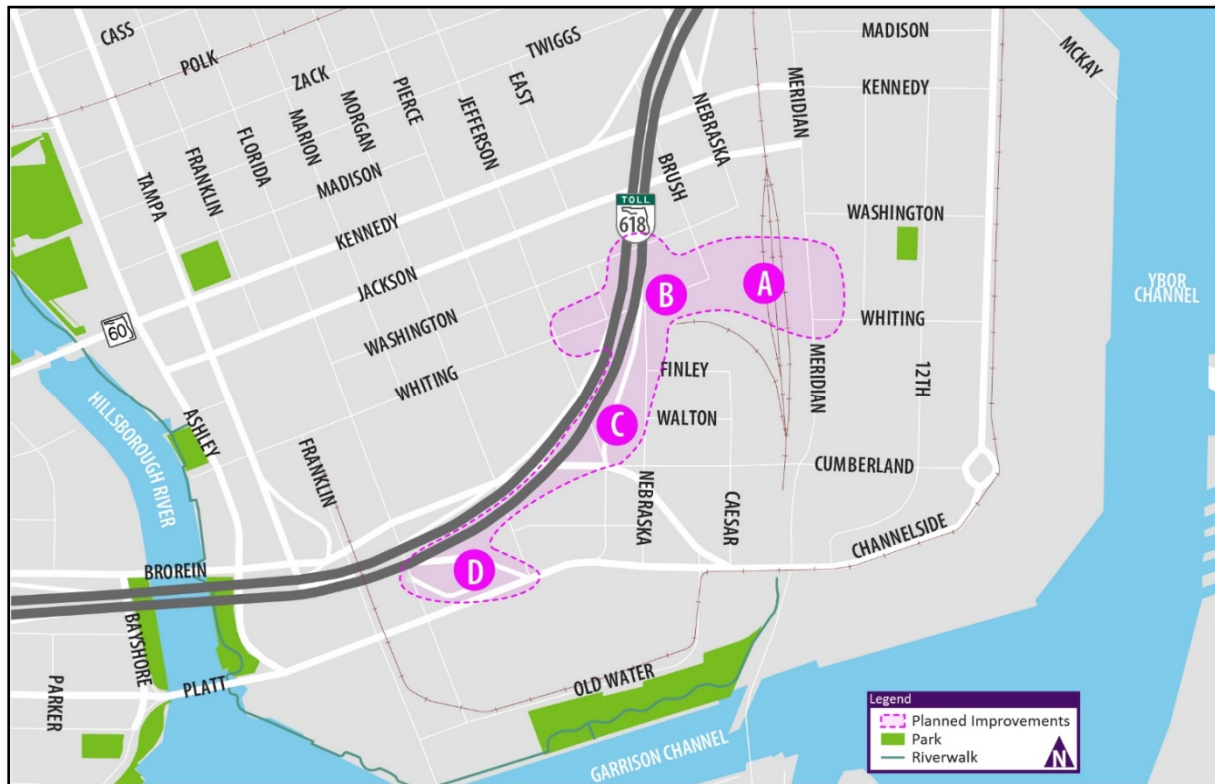 CASS
POLK
ZACK
TWIGGS
EAST
JEFFERSON
PIERCE
MORGAN
MARION
FLORIDA
FRANKLIN
TAMPA
MADISON
KENNEDY
JACKSON
WASHINGTON
WHITING
60
ASHLEY
HILLSBOROUGH RIVER
FRANKLIN
BROREIN
BAYSHORE
PLATT
PARKER
TOLL
618
BRUSH
NEBRASKA
MERIDIAN
MADISON
KENNEDY
MCKAY
WASHINGTON
WHITING
MERIDIAN
12TH
YBOR
CHANNEL
A
B
C
D
FINLEY
WALTON
CUMBERLAND
NEBRASKA
CAESAR
CHANNELSIDE
OLD WATER
GARRISON CHANNEL
Legend
Planned Improvements
Park
Riverwalk
N